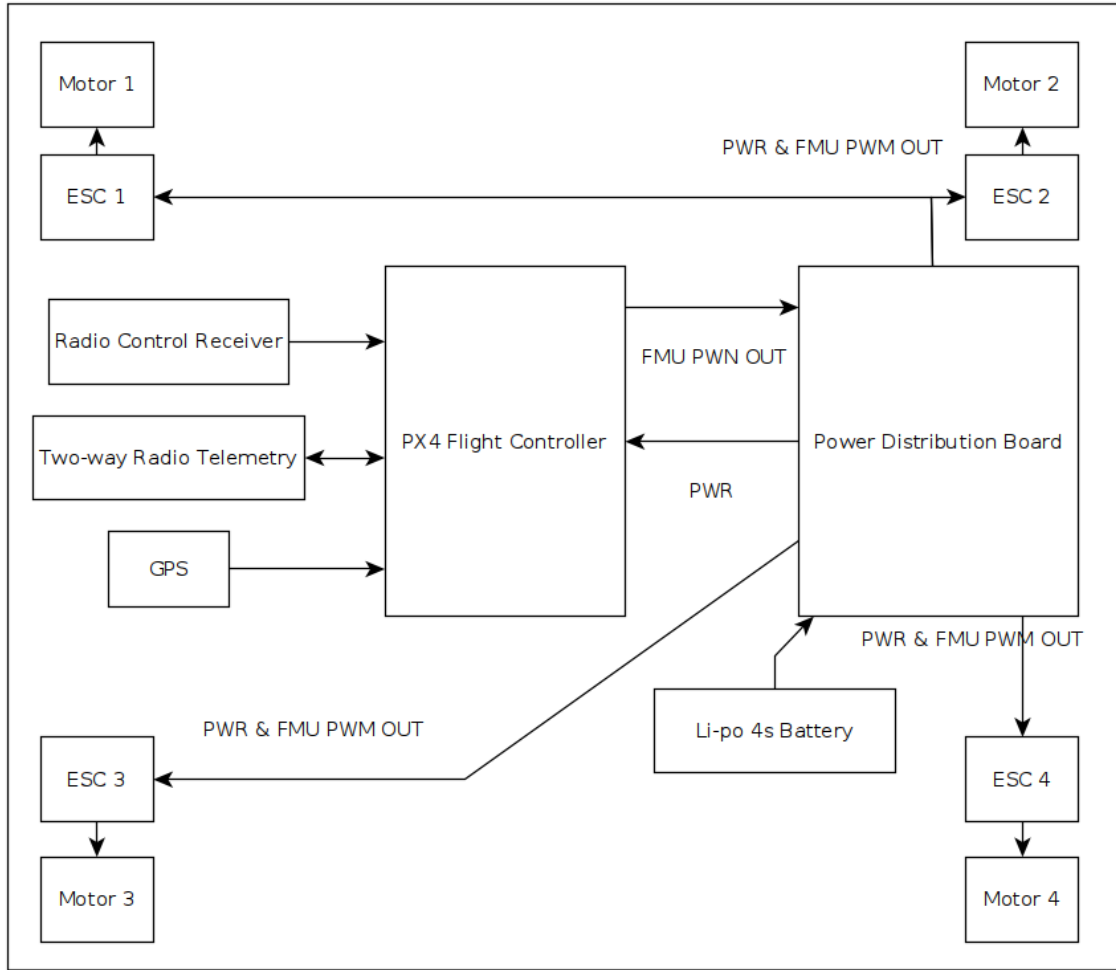 Motor 1
Motor 2
PWR & FMU PWM OUT
ESC 1
ESC 2
Radio Control Receiver
FMU PWN OUT
PX4 Flight Controller
Power Distribution Board
Two-way Radio Telemetry
PWR
GPS
PWR & FMU PWM OUT
PWR & FMU PWM OUT
Li-po 4s Battery
ESC 3
ESC 4
Motor 3
Motor 4